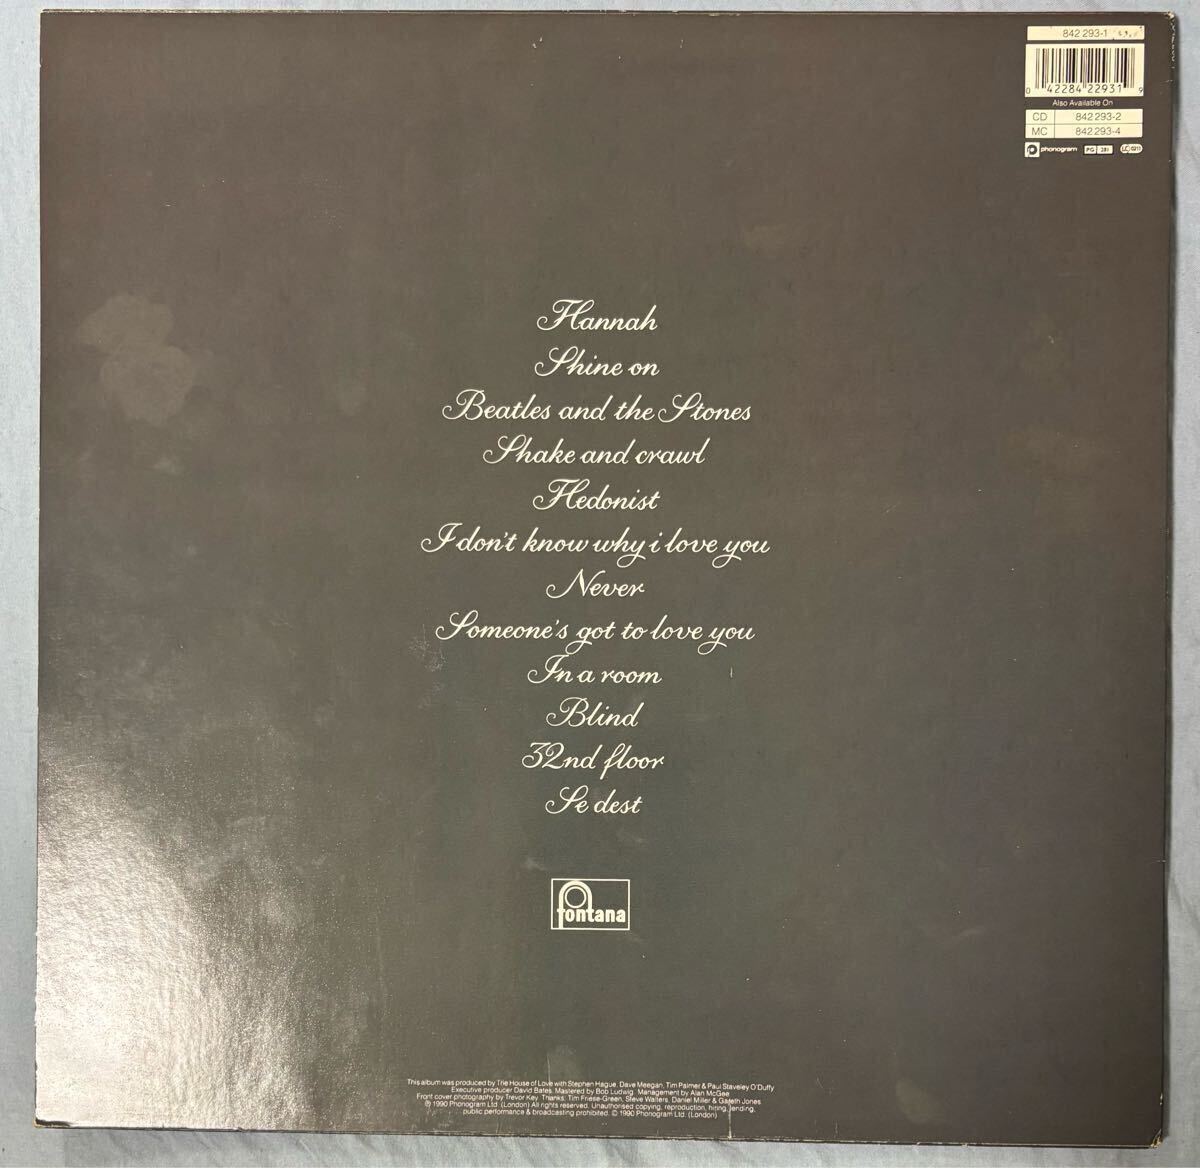 842 293-1
0 42284 22931 9
Also Available On
CD 842 293-2
MC 842 293-4
phonogram PG 281 LC 0211
Hannah
Shine on
Beatles and the Stones
Shake and crawl
Hedonist
I don't know why i love you
Never
Someone's got to love you
In a room
Blind
32nd floor
Se dest
fontana
This album was produced by The House of Love with Stephen Hague, Dave Meegan, Tim Palmer & Paul Staveley O'Duffy
Executive producer David Bates. Mastered by Bob Ludwig. Management by Alan McGee
Front cover photography by Trevor Key. Thanks: Tim Friese-Green, Steve Walters, Daniel Miller & Gareth Jones
℗ 1990 Phonogram Ltd. (London) All rights reserved. Unauthorised copying, reproduction, hiring, lending,
public performance & broadcasting prohibited. © 1990 Phonogram Ltd. (London)